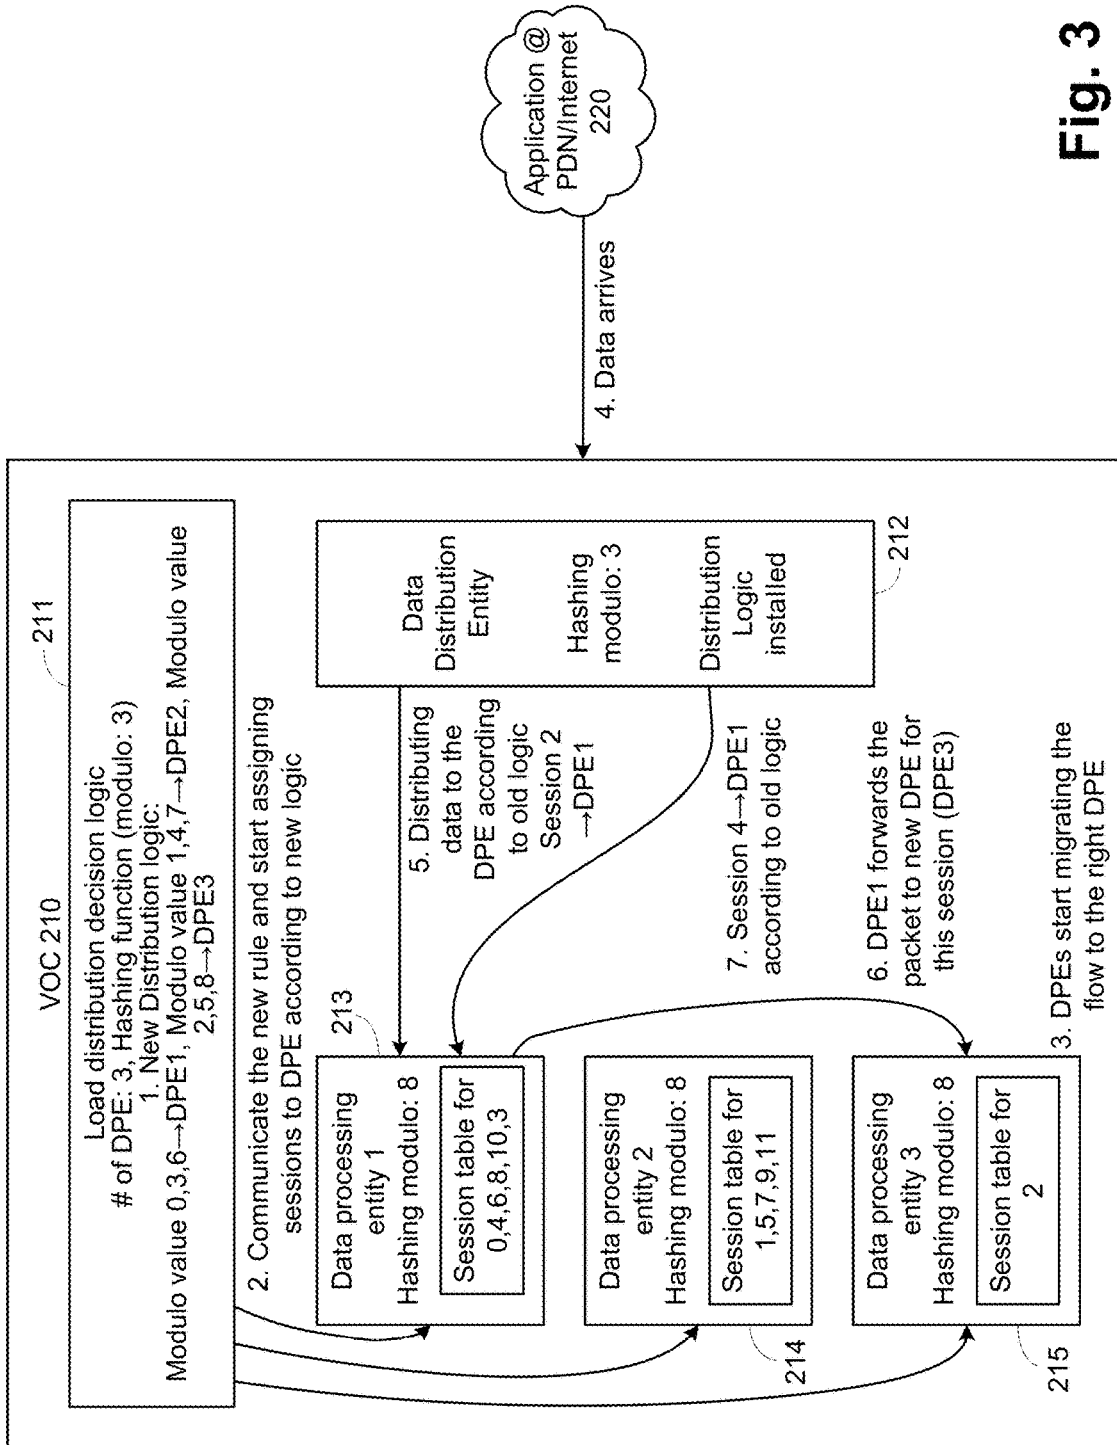 VOC 210
211
Load distribution decision logic
# of DPE: 3, Hashing function (modulo: 3)
1. New Distribution logic:
Modulo value 0,3,6→DPE1, Modulo value 1,4,7→DPE2, Modulo value
2,5,8→DPE3
2. Communicate the new rule and start assigning
sessions to DPE according to new logic
213
Data processing
entity 1
Hashing modulo: 8
Session table for
0,4,6,8,10,3
5. Distributing
data to the
DPE according
to old logic
Session 2
→DPE1
Data
Distribution
Entity
Hashing
modulo: 3
Distribution
Logic
installed
212
4. Data arrives
Application @
PDN/Internet
220
Data processing
entity 2
Hashing modulo: 8
Session table for
1,5,7,9,11
214
7. Session 4→DPE1
according to old logic
6. DPE1 forwards the
packet to new DPE for
this session (DPE3)
Data processing
entity 3
Hashing modulo: 8
Session table for
2
215
3. DPEs start migrating the
flow to the right DPE
Fig. 3